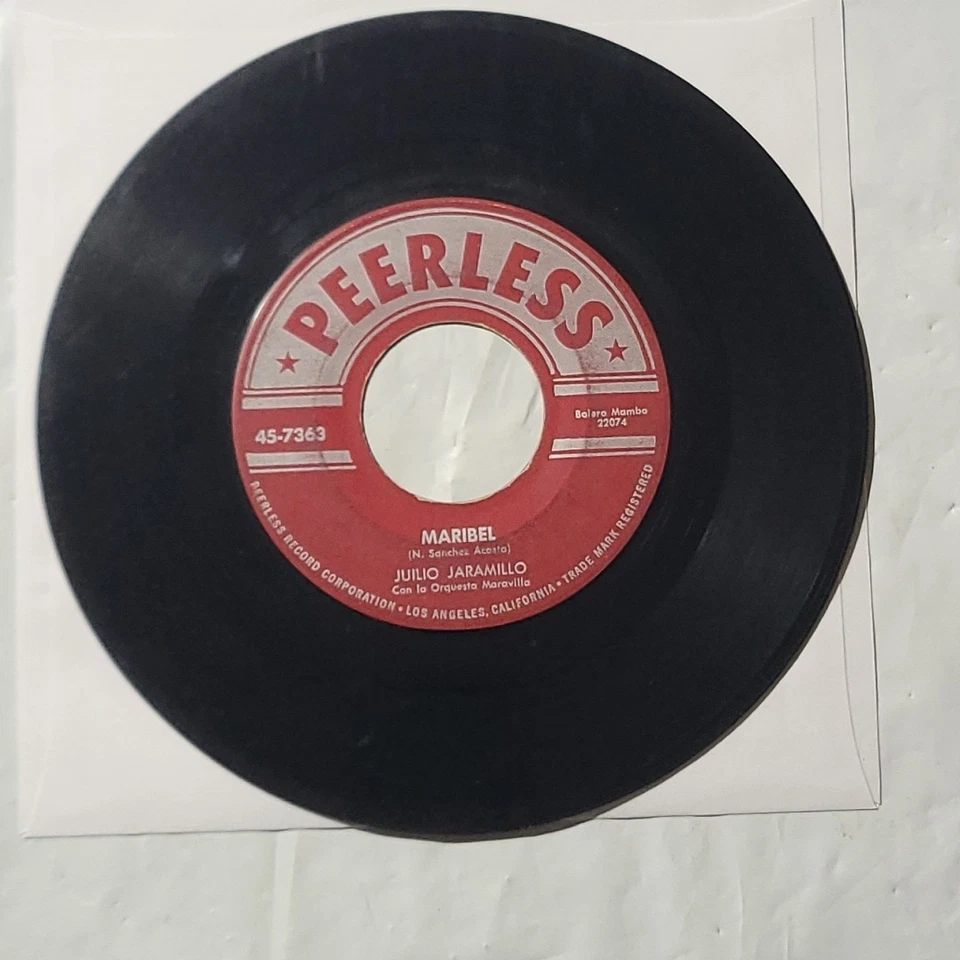 PEERLESS
45-7363
Bolero Mambo
22074
MARIBEL
(N. Sanchez Acosta)
JUILIO JARAMILLO
Con la Orquesta Maravilla
PEERLESS RECORD CORPORATION • LOS ANGELES, CALIFORNIA • TRADE MARK REGISTERED